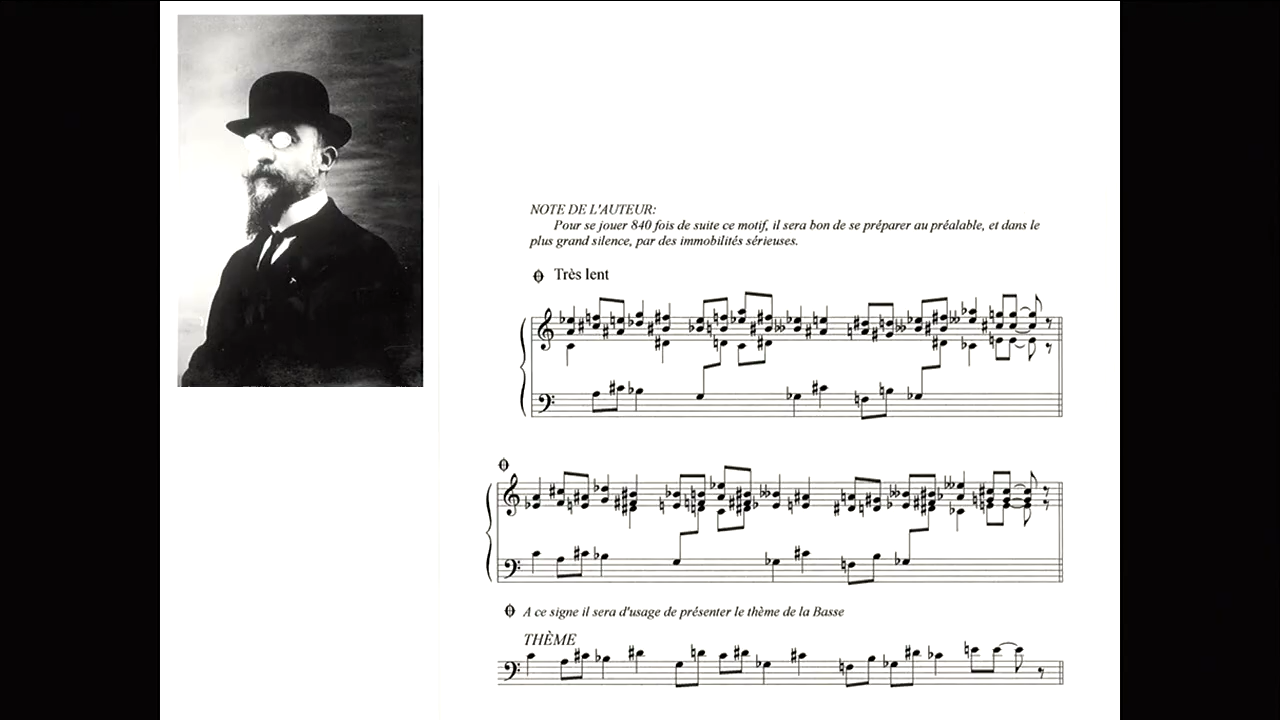 NOTE DE L'AUTEUR:
Pour se jouer 840 fois de suite ce motif, il sera bon de se préparer au préalable, et dans le
plus grand silence, par des immobilités sérieuses.
Très lent
A ce signe il sera d'usage de présenter le thème de la Basse
THÈME